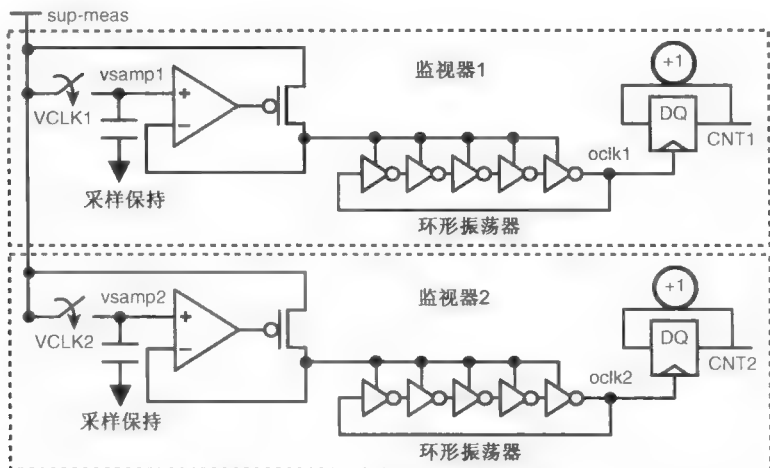 sup-meas
监视器1
+1
vsamp1
+
VCLK1
−
DQ
CNT1
oclk1
采样保持
环形振荡器
监视器2
+1
vsamp2
+
VCLK2
−
DQ
CNT2
oclk2
采样保持
环形振荡器